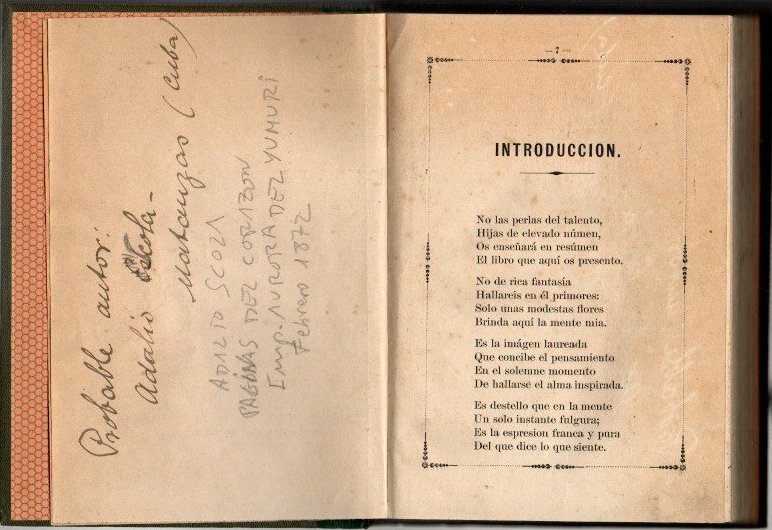 Probable autor:
Adalio Scola-
Matanzas (Cuba)
ADALIO SCOLA
PAGINAS DEL CORAZON
Imp. AURORA DEL YUMURI
Febrero 1872
— 7 —
INTRODUCCION.
No las perlas del talento,
Hijas de elevado númen,
Os enseñará en resúmen
El libro que aquí os presento.
No de rica fantasía
Hallareis en él primores:
Solo unas modestas flores
Brinda aquí la mente mia.
Es la imágen laureada
Que concibe el pensamiento
En el solemne momento
De hallarse el alma inspirada.
Es destello que en la mente
Un solo instante fulgura;
Es la espresion franca y pura
Del que dice lo que siente.